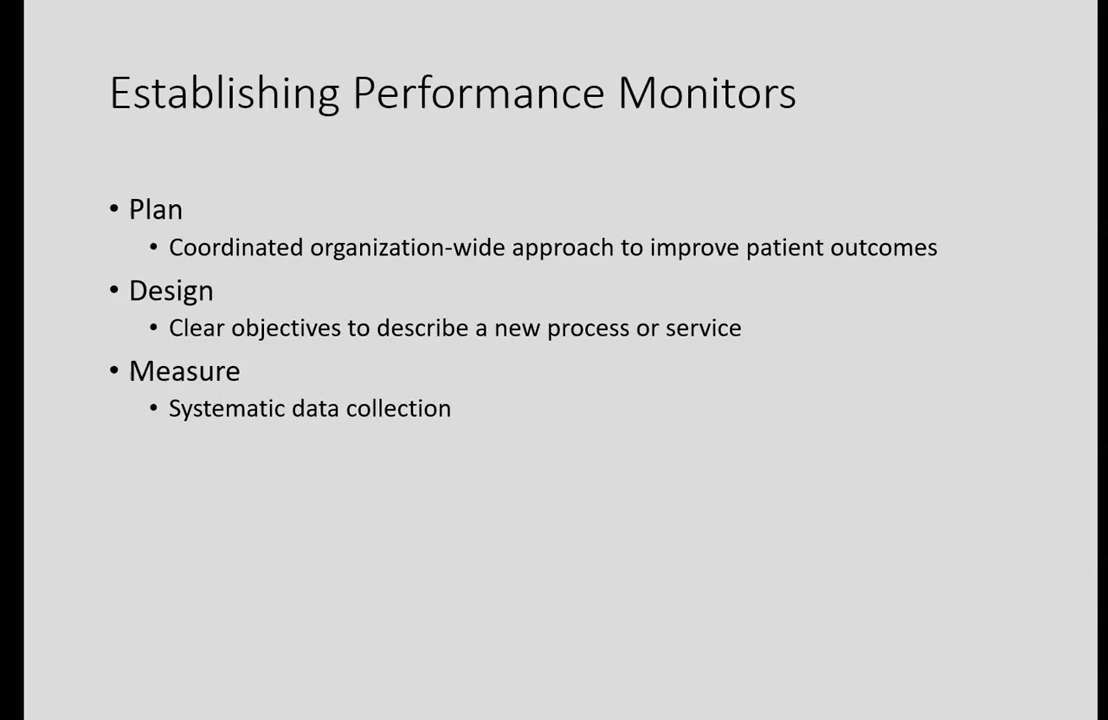 Establishing Performance Monitors
• Plan
• Coordinated organization-wide approach to improve patient outcomes
• Design
• Clear objectives to describe a new process or service
• Measure
• Systematic data collection